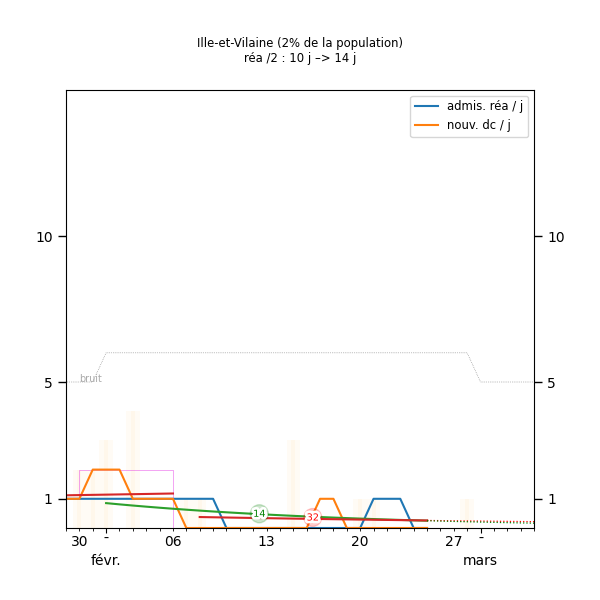 Ille-et-Vilaine (2% de la population)
réa /2 : 10 j –> 14 j
admis. réa / j
nouv. dc / j
10 10
bruit
5 5
1 1
14
32
30 - 06 13 20 27 -
févr. mars